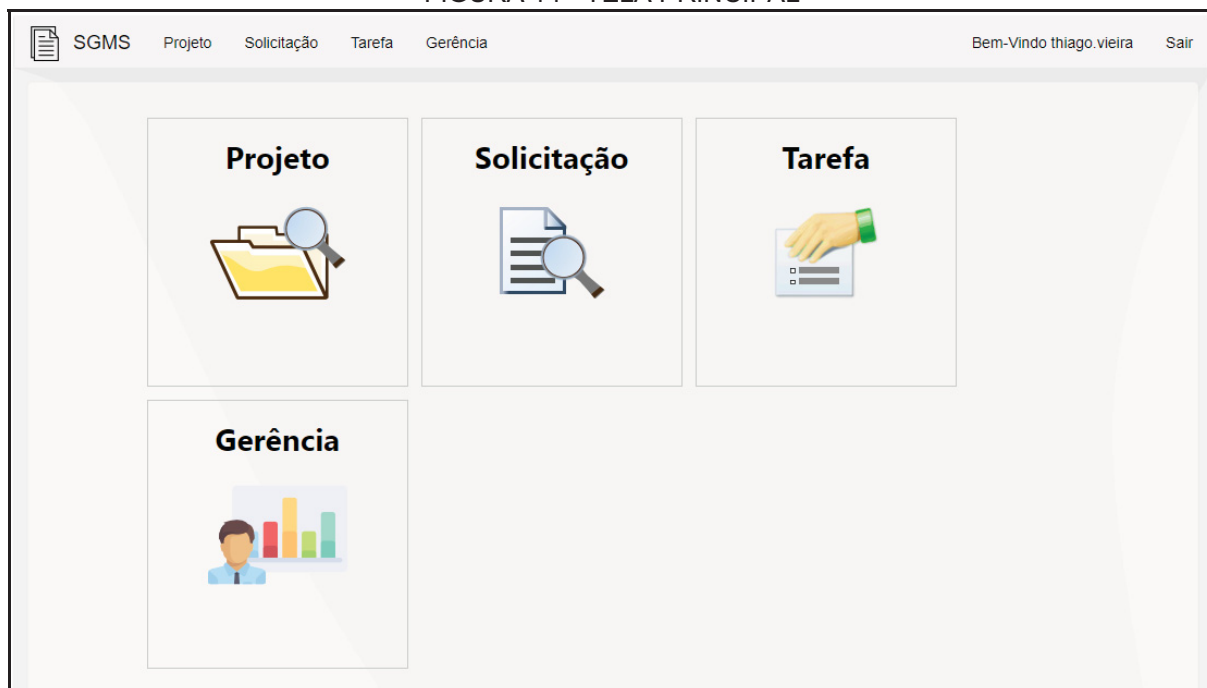 SGMS Projeto Solicitação Tarefa Gerência Bem-Vindo thiago.vieira Sair
Projeto Solicitação Tarefa
Gerência